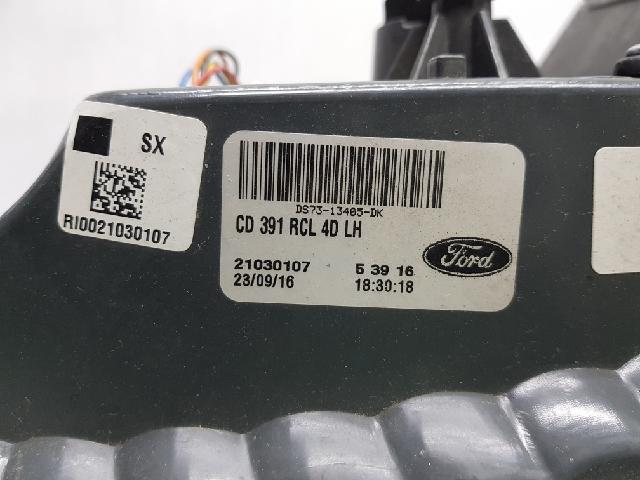 SX
RI0021030107
DS73-13405-DK
CD 391 RCL 4D LH
21030107 5 39 16
23/09/16 18:30:18
Ford